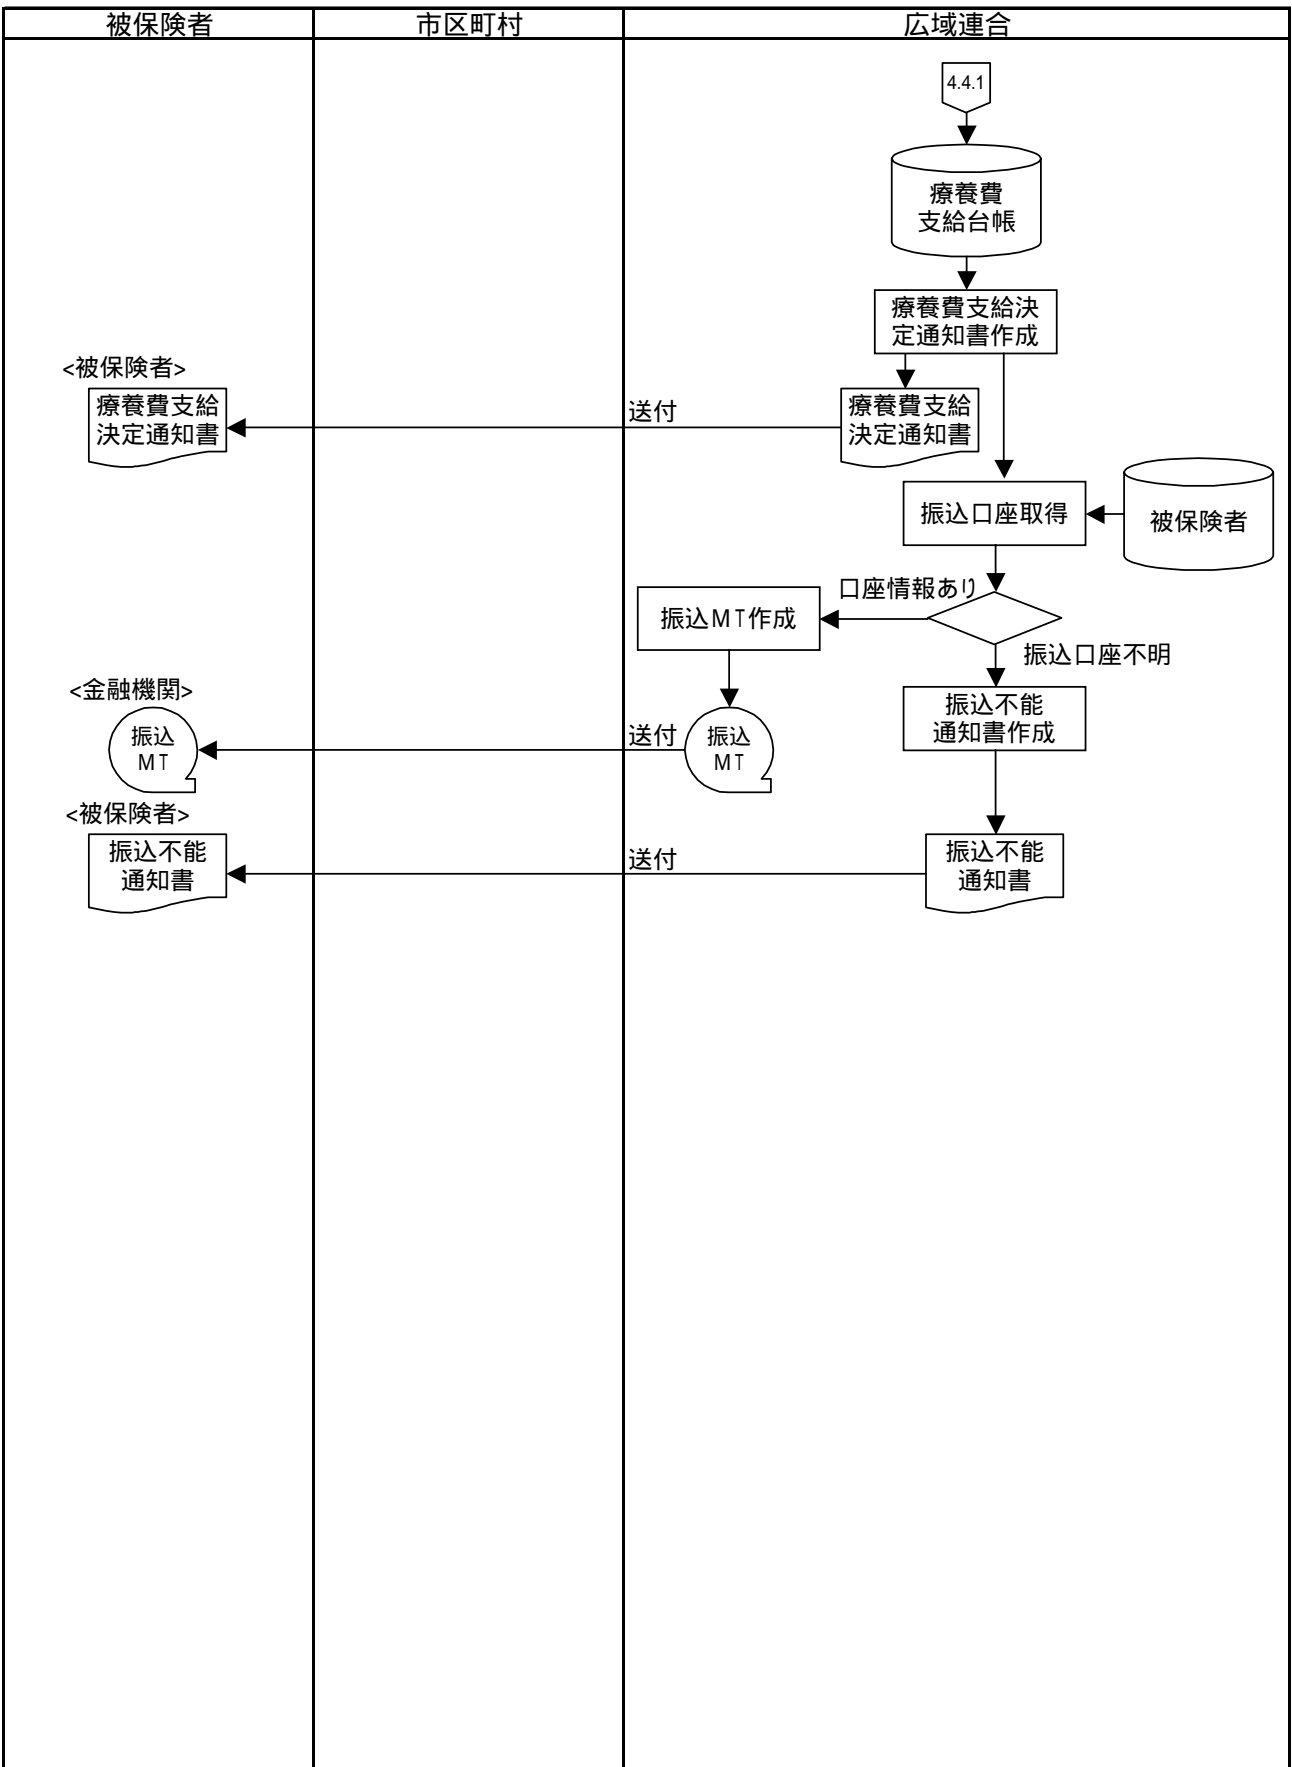 被保険者
市区町村
広域連合
4.4.1
療養費
支給台帳
療養費支給決
定通知書作成
<被保険者>
療養費支給
決定通知書
送付
療養費支給
決定通知書
振込口座取得
被保険者
口座情報あり
振込MT作成
振込口座不明
<金融機関>
振込
MT
送付
振込
MT
振込不能
通知書作成
<被保険者>
振込不能
通知書
送付
振込不能
通知書